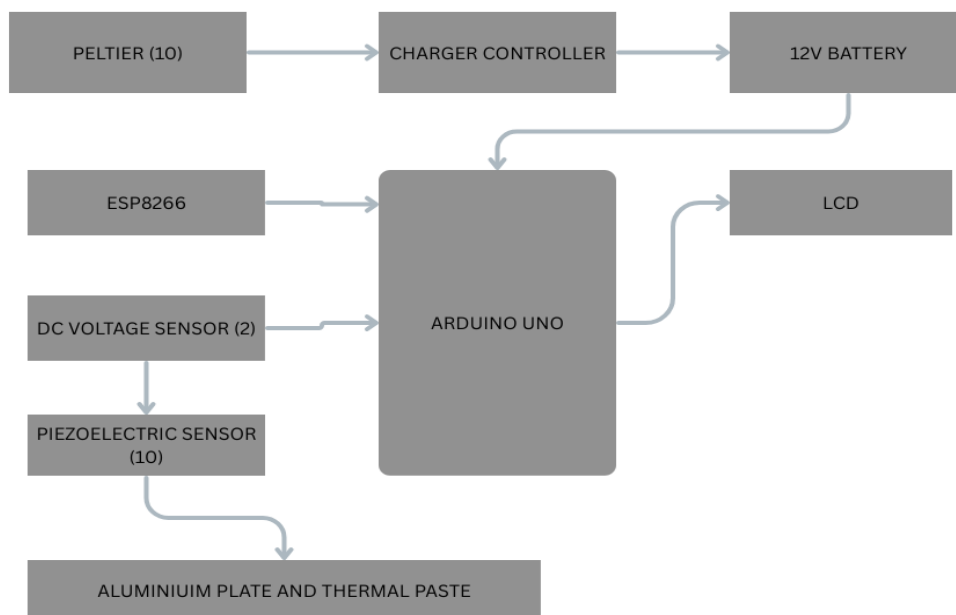 PELTIER (10)
CHARGER CONTROLLER
12V BATTERY
ESP8266
LCD
DC VOLTAGE SENSOR (2)
ARDUINO UNO
PIEZOELECTRIC SENSOR
(10)
ALUMINIUIM PLATE AND THERMAL PASTE